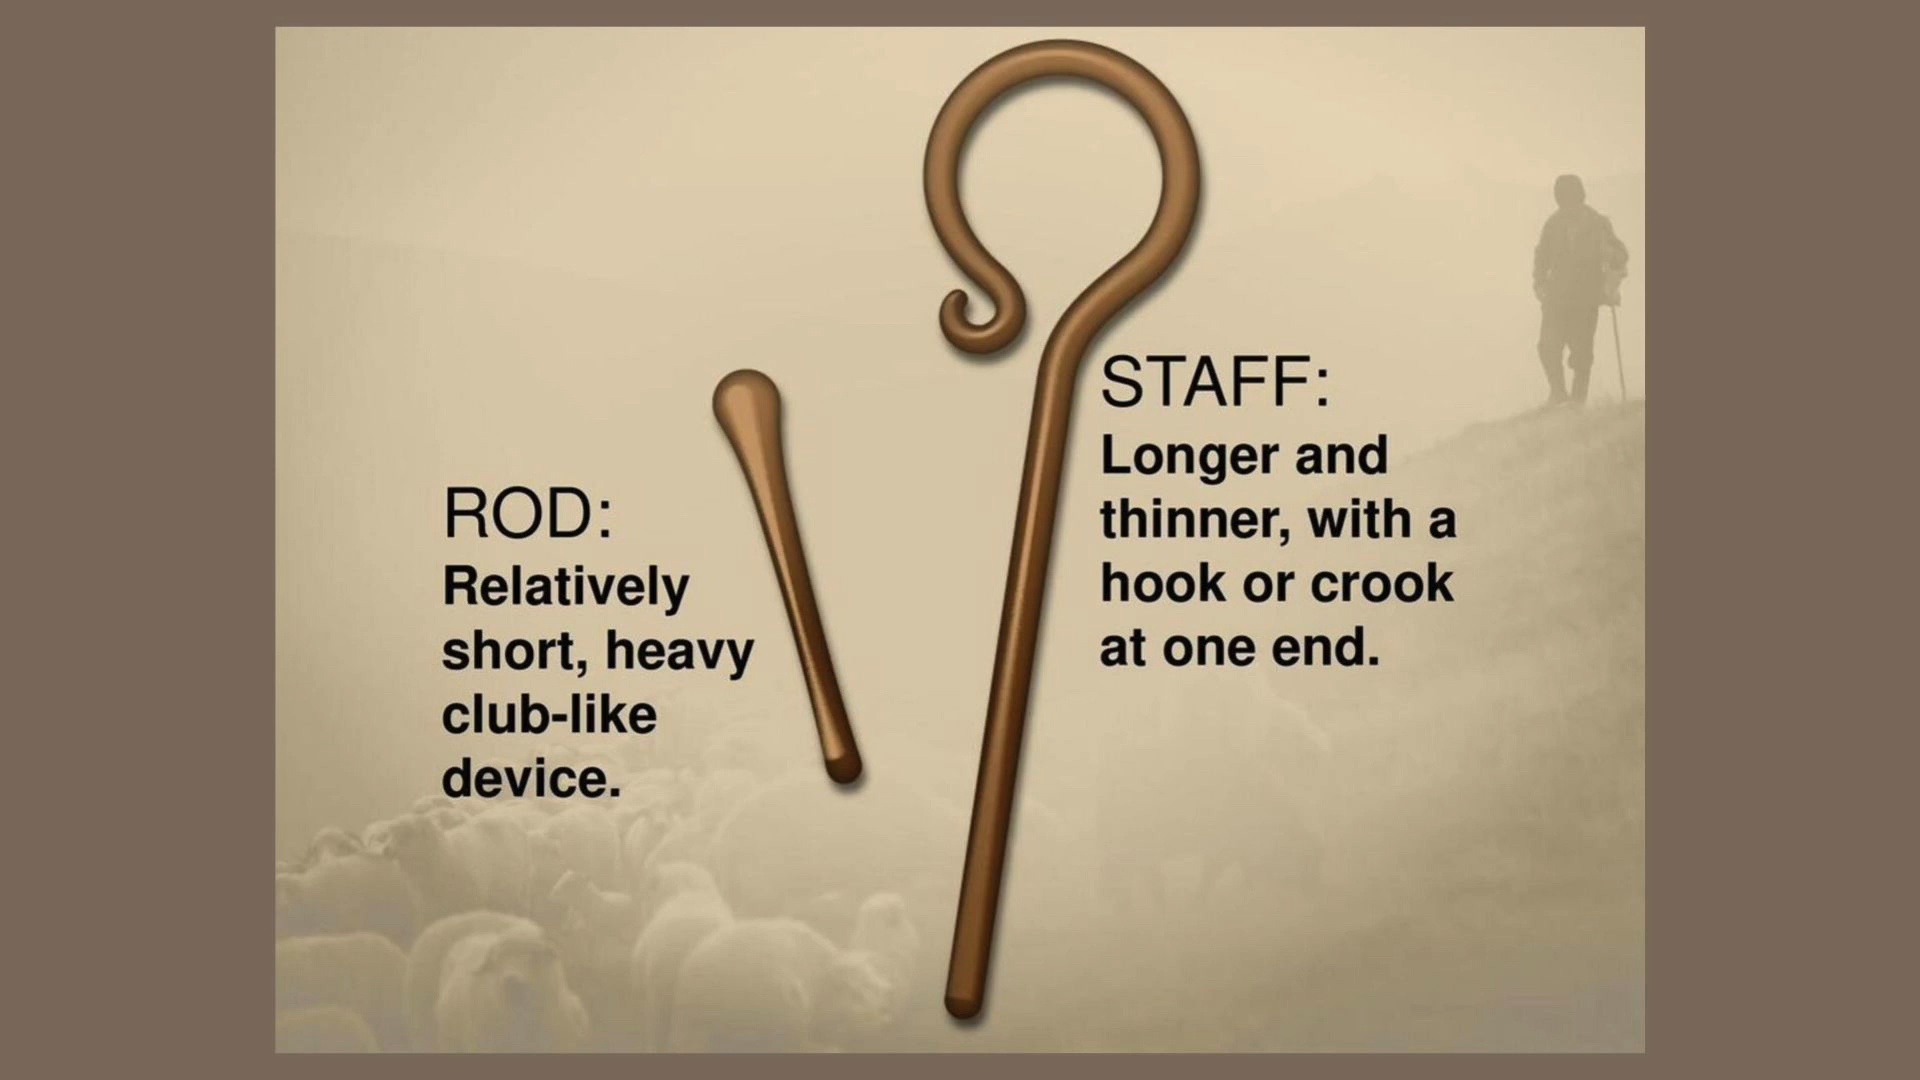 ROD:
Relatively
short, heavy
club-like
device.
STAFF:
Longer and
thinner, with a
hook or crook
at one end.